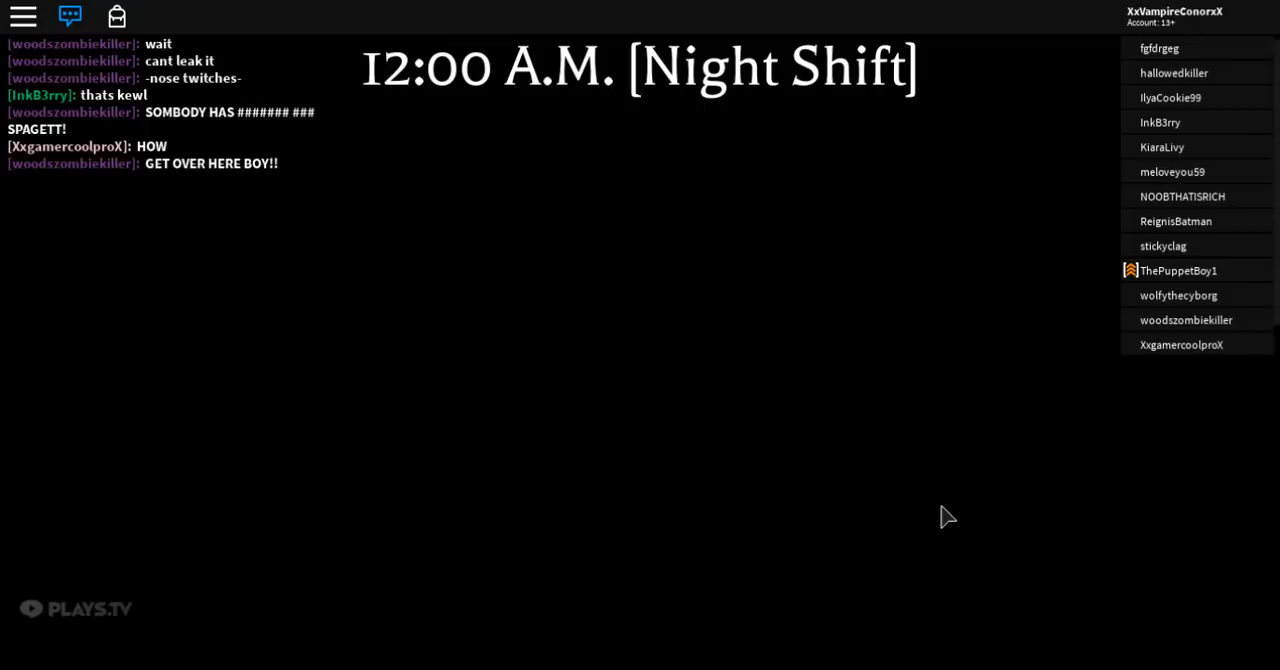 XxVampireConorxX
Account: 13+
[woodszombiekiller]: wait
[woodszombiekiller]: cant leak it
[woodszombiekiller]: -nose twitches-
[InkB3rry]: thats kewl
[woodszombiekiller]: SOMBODY HAS ####### ###
SPAGETT!
[XxgamercoolproX]: HOW
[woodszombiekiller]: GET OVER HERE BOY!!
12:00 A.M. [Night Shift]
fgfdrgeg
hallowedkiller
IlyaCookie99
InkB3rry
KiaraLivy
meloveyou59
NOOBTHATISRICH
ReignisBatman
stickyclag
ThePuppetBoy1
wolfythecyborg
woodszombiekiller
XxgamercoolproX
PLAYS.TV